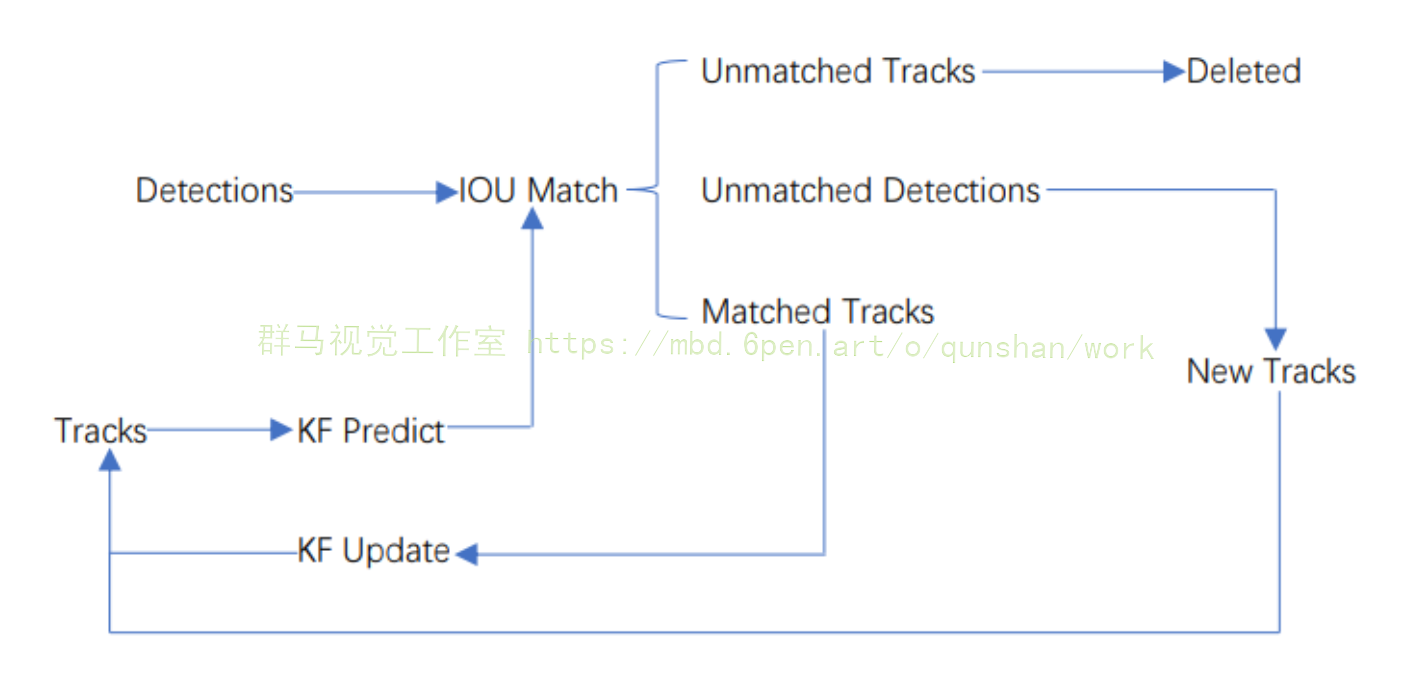 Unmatched Tracks
Deleted
Detections
IOU Match
Unmatched Detections
Matched Tracks
群马视觉工作室 https://mbd.6pen.art/o/qunshan/work
New Tracks
Tracks
KF Predict
KF Update